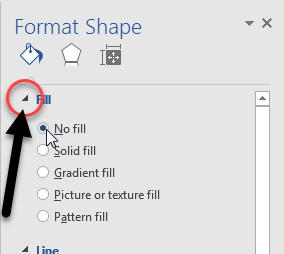 Format Shape
Fill
No fill
Solid fill
Gradient fill
Picture or texture fill
Pattern fill
Line